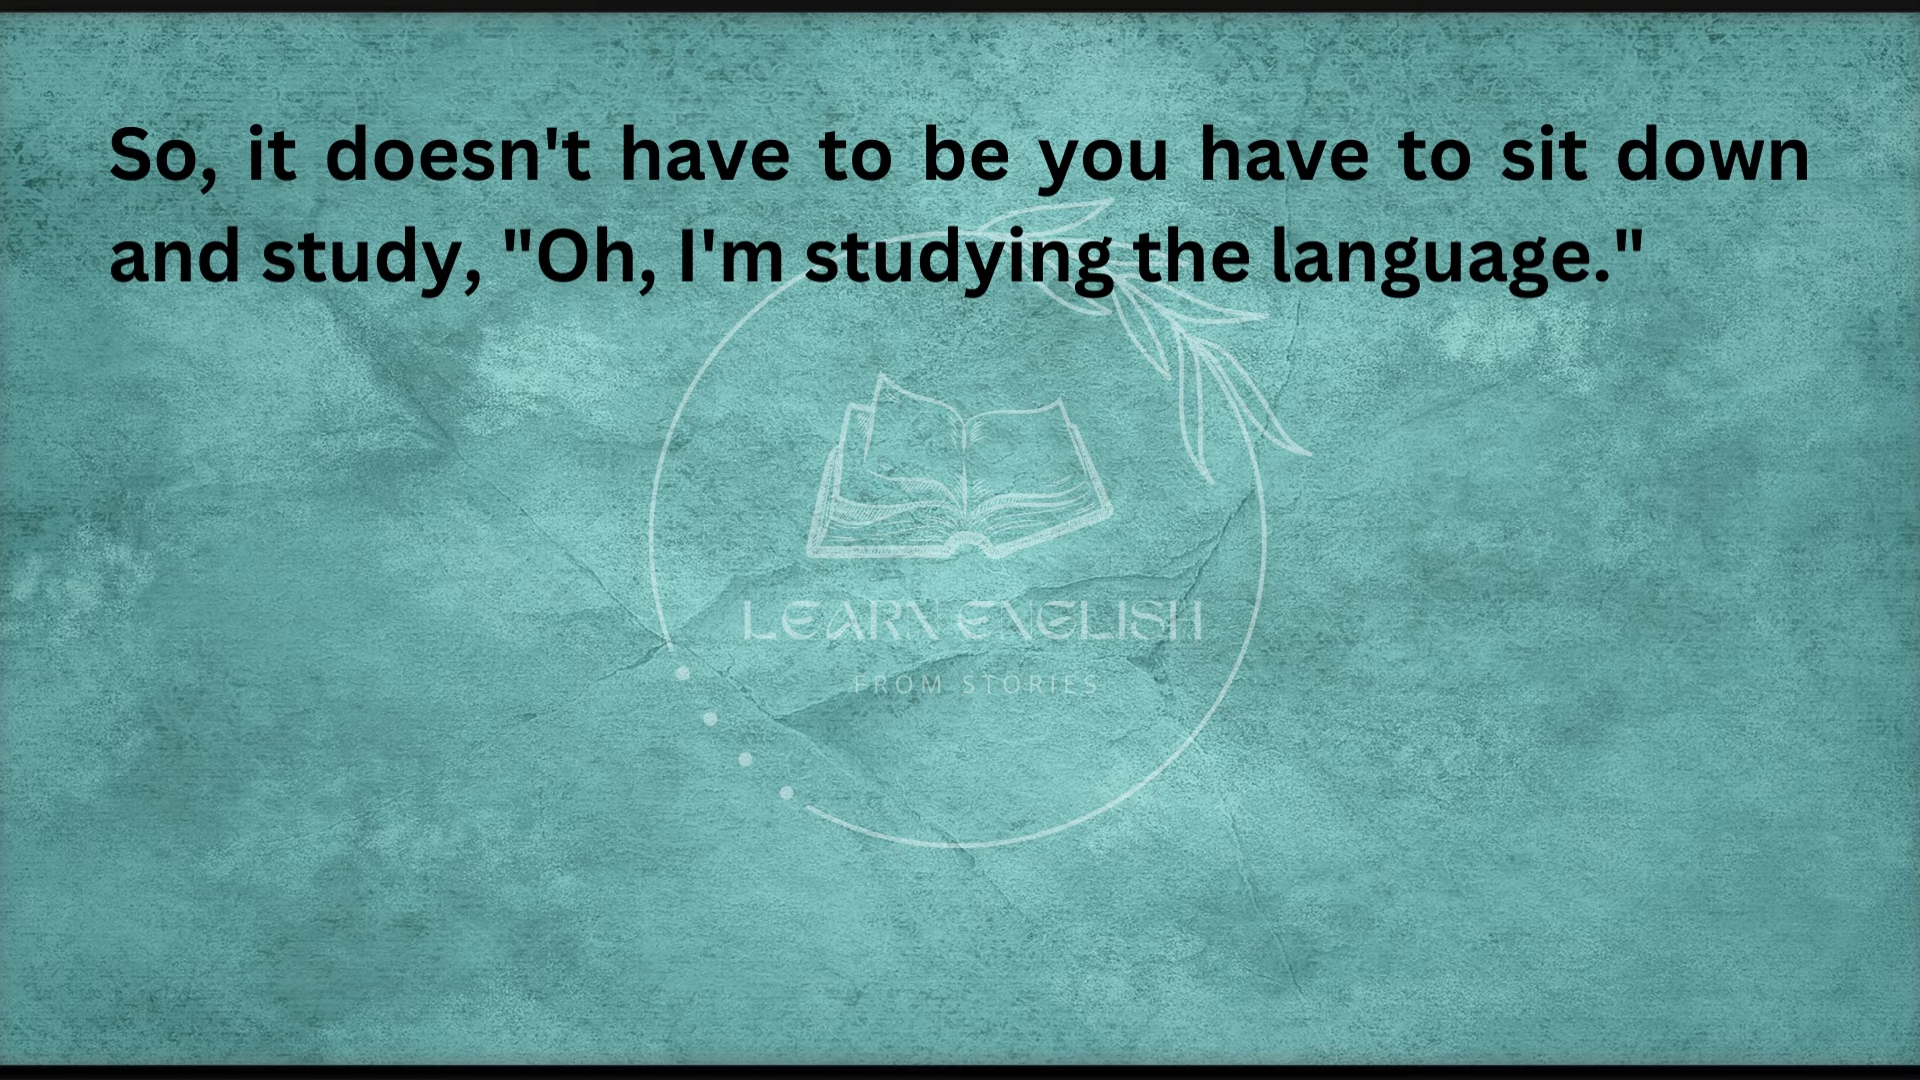 So, it doesn't have to be you have to sit down
and study, "Oh, I'm studying the language."
LEARN ENGLISH
FROM STORIES